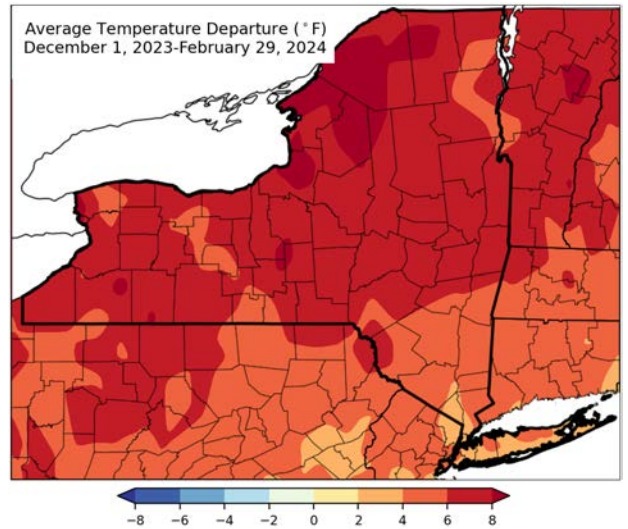 Average Temperature Departure (°F)
December 1, 2023-February 29, 2024
−8 −6 −4 −2 0 2 4 6 8